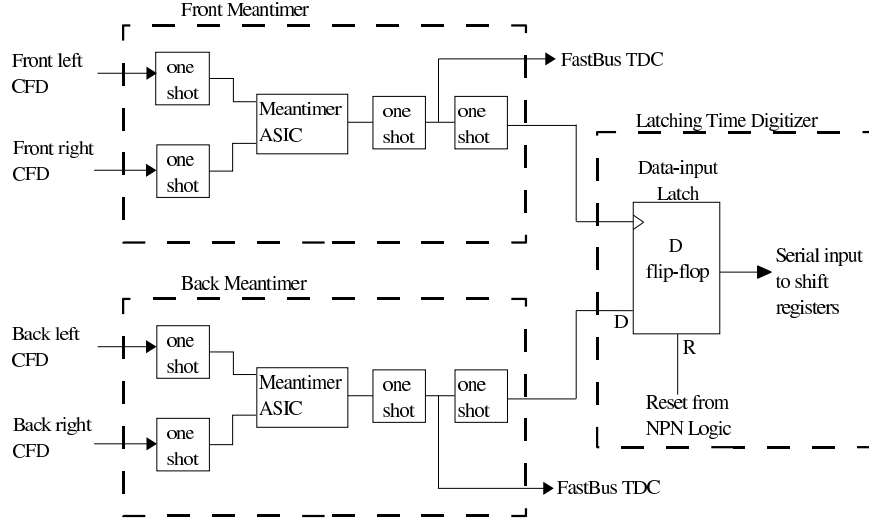 Front Meantimer
Front left
CFD
one
shot
FastBus TDC
Meantimer
ASIC
one
shot
one
shot
Front right
CFD
one
shot
Latching Time Digitizer
Data-input
Latch
D
flip-flop
Serial input
to shift
registers
D
R
Reset from
NPN Logic
Back Meantimer
Back left
CFD
one
shot
Meantimer
ASIC
one
shot
one
shot
Back right
CFD
one
shot
FastBus TDC